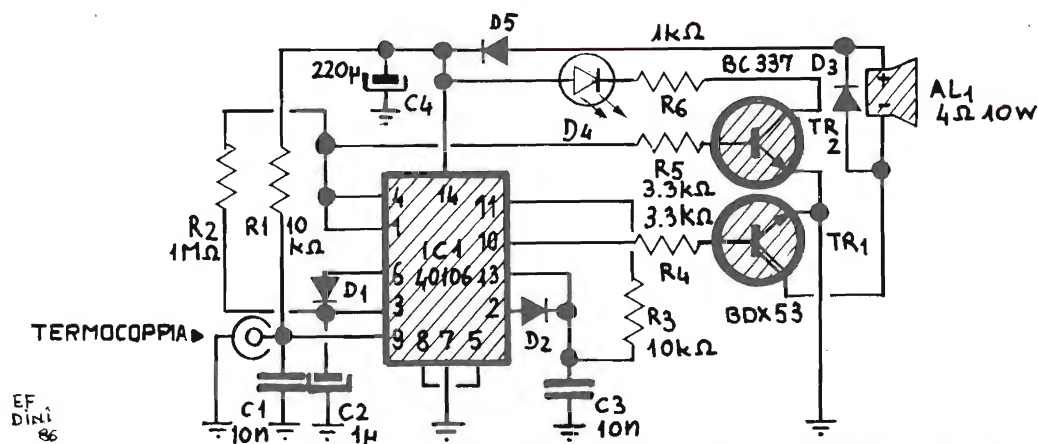 D5
1kΩ
BC337
D3
220µ
C4
D4
R6
TR
2
AL1
4Ω 10W
R5
3.3kΩ
3.3kΩ
R4
TR1
BDX53
R2
1MΩ
R1
10
kΩ
4
14
11
1
IC1
10
40106
6
13
3
2
9
8
7
5
D1
D2
R3
10kΩ
TERMOCOPPIA
C1
10n
C2
1µ
C3
10n
+
-
EF
DINI
86